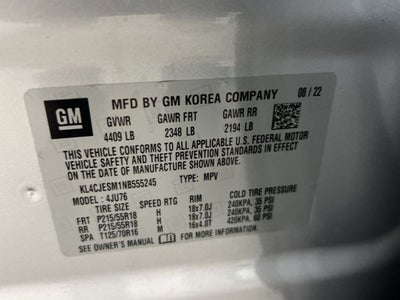 GM
MFD BY GM KOREA COMPANY 08 / 22
GVWR GAWR FRT GAWR RR
4409 LB 2348 LB 2194 LB
THIS VEHICLE CONFORMS TO ALL APPLICABLE U.S. FEDERAL MOTOR
VEHICLE SAFETY AND THEFT PREVENTION STANDARDS IN EFFECT ON
THE DATE OF MANUFACTURE SHOWN ABOVE.
KL4CJESM1NB555245 TYPE: MPV
MODEL: 4JU76
TIRE SIZE SPEED RTG RIM COLD TIRE PRESSURE
FRT P215/55R18 H 18x7.0J 240KPA, 35 PSI
RR P215/55R18 H 18x7.0J 240KPA, 35 PSI
SPA T125/70R16 M 16x4.0T 420KPA, 60 PSI
SEE OWNER'S MANUAL FOR MORE INFORMATION.